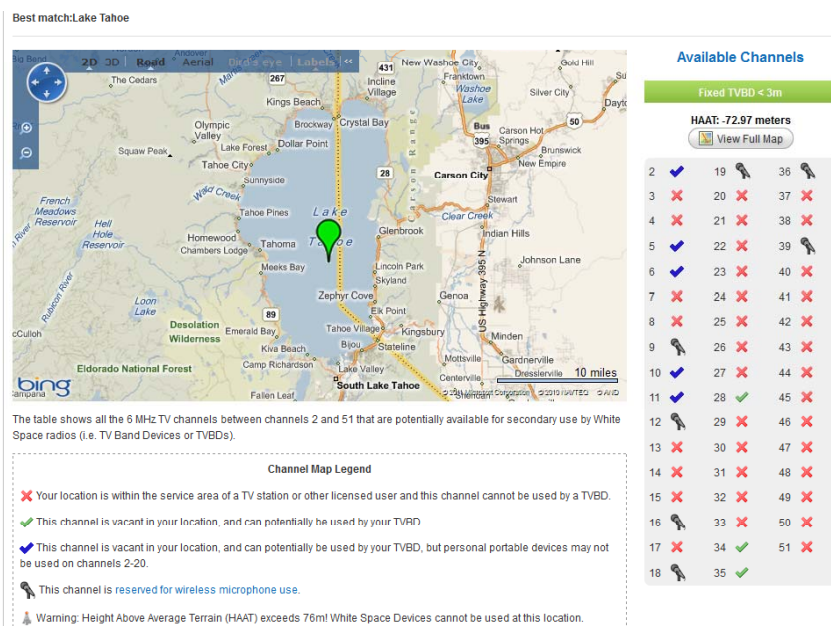 Best match:Lake Tahoe
2D 3D Road Aerial Bird's eye Labels <<
The Cedars
267
431
New Washoe City
Gold Hill
Franktown
Washoe
Lake
Silver City
Incline
Village
Kings Beach
Olympic
Valley
Brockway
Crystal Bay
Bus
395
Carson Hot
Springs
50
Squaw Peak
Lake Forest
Dollar Point
Brunswick
New Empire
Tahoe City
Carson Range
28
Carson City
Sunnyside
Ward Creek
Stewart
French
Meadows
Reservoir
Tahoe Pines
Lake
Tahoe
Clear Creek
Glenbrook
Indian Hills
Hell
Hole
Reservoir
Homewood
Chambers Lodge
Tahoma
Johnson Lane
Meeks Bay
Lincoln Park
Skyland
US Highway 395 N
Rubicon River
Zephyr Cove
Genoa
Loon
Lake
89
Elk Point
Desolation
Wilderness
Emerald Bay
Tahoe Village
Kingsbury
Minden
Kiva Beach
Bijou
Stateline
Gardnerville
Mottsville
Eldorado National Forest
Camp Richardson
Lake Valley
Centerville
Dresslerville
10 miles
bing
South Lake Tahoe
Fallen Leaf
Available Channels
Fixed TVBD < 3m
HAAT: -72.97 meters
View Full Map
2 19 36
3 20 37
4 21 38
5 22 39
6 23 40
7 24 41
8 25 42
9 26 43
10 27 44
11 28 45
12 29 46
13 30 47
14 31 48
15 32 49
16 33 50
17 34 51
18 35
The table shows all the 6 MHz TV channels between channels 2 and 51 that are potentially available for secondary use by White
Space radios (i.e. TV Band Devices or TVBDs).
Channel Map Legend
Your location is within the service area of a TV station or other licensed user and this channel cannot be used by a TVBD.
This channel is vacant in your location, and can potentially be used by your TVBD
This channel is vacant in your location, and can potentially be used by your TVBD, but personal portable devices may not
be used on channels 2-20.
This channel is reserved for wireless microphone use.
Warning: Height Above Average Terrain (HAAT) exceeds 76m! White Space Devices cannot be used at this location.